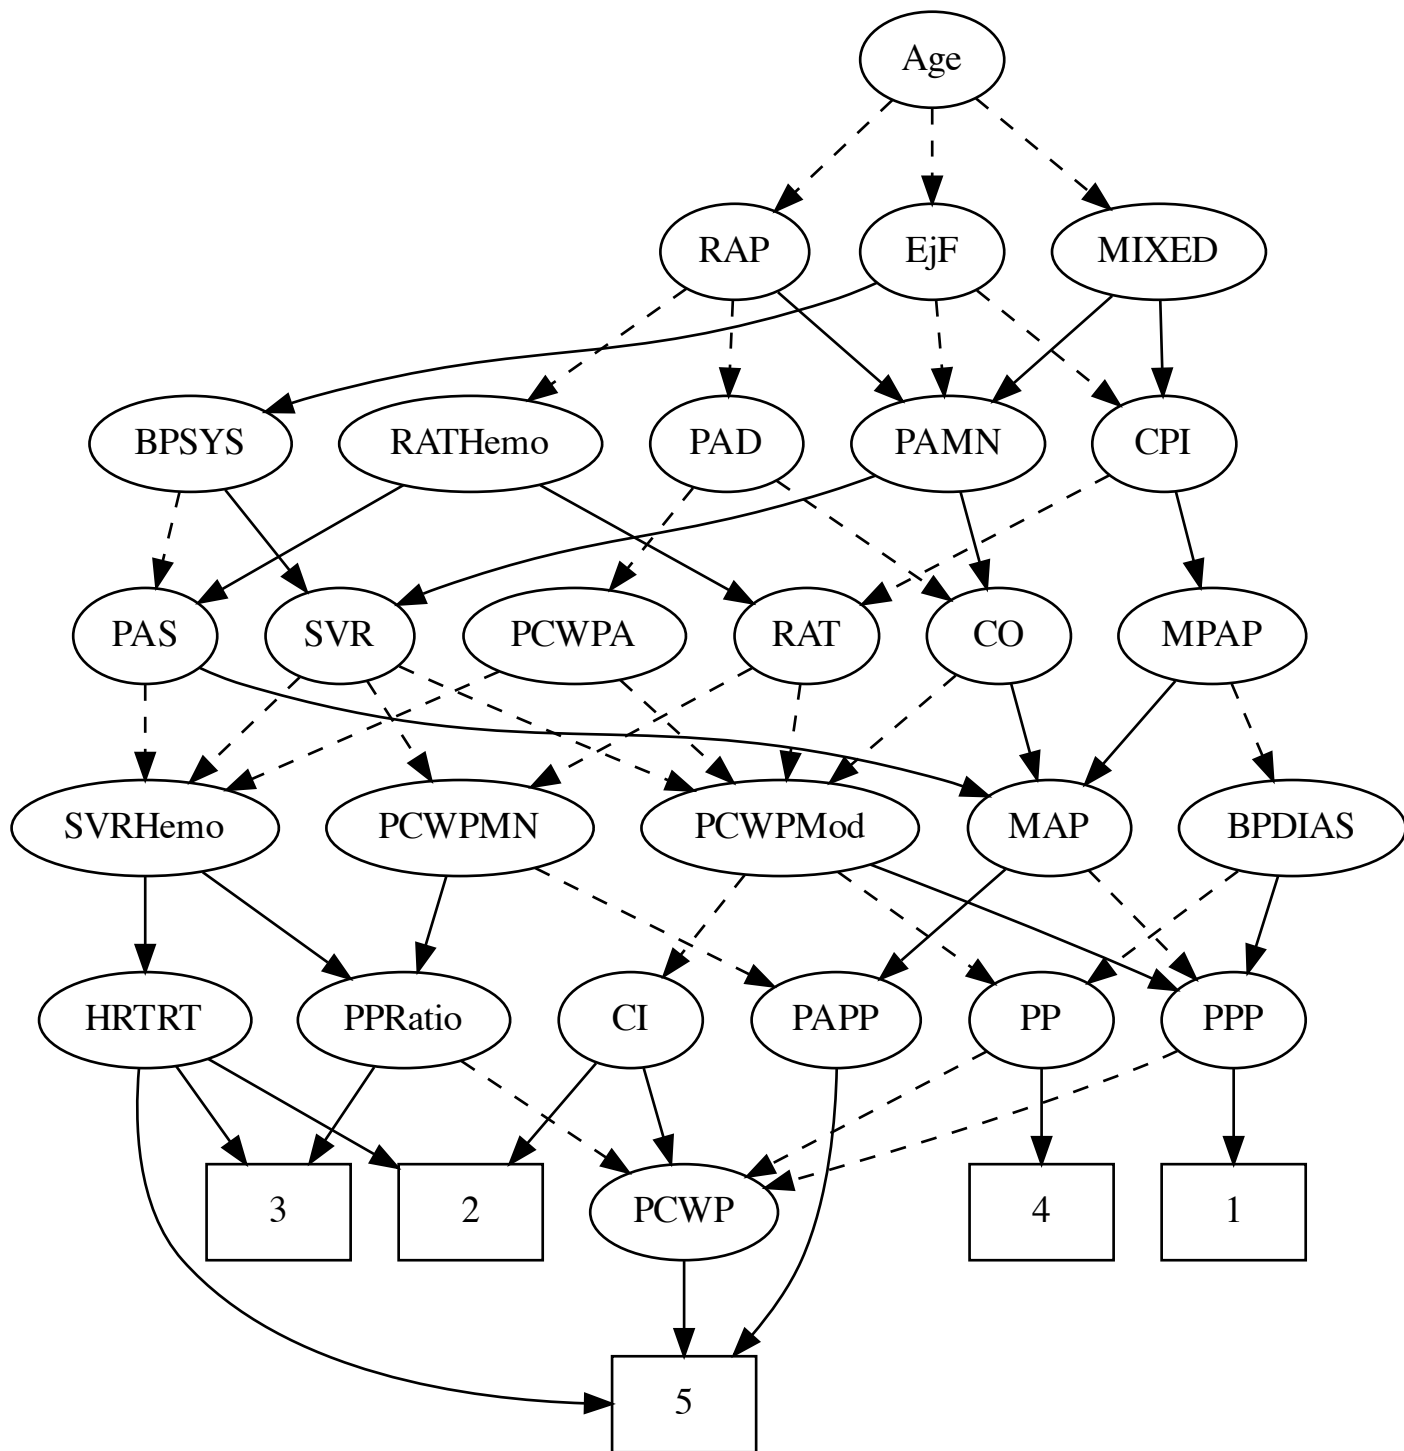 Age
RAP
EjF
MIXED
BPSYS
RATHemo
PAD
PAMN
CPI
PAS
SVR
PCWPA
RAT
CO
MPAP
SVRHemo
PCWPMN
PCWPMod
MAP
BPDIAS
HRTRT
PPRatio
CI
PAPP
PP
PPP
3
2
PCWP
4
1
5